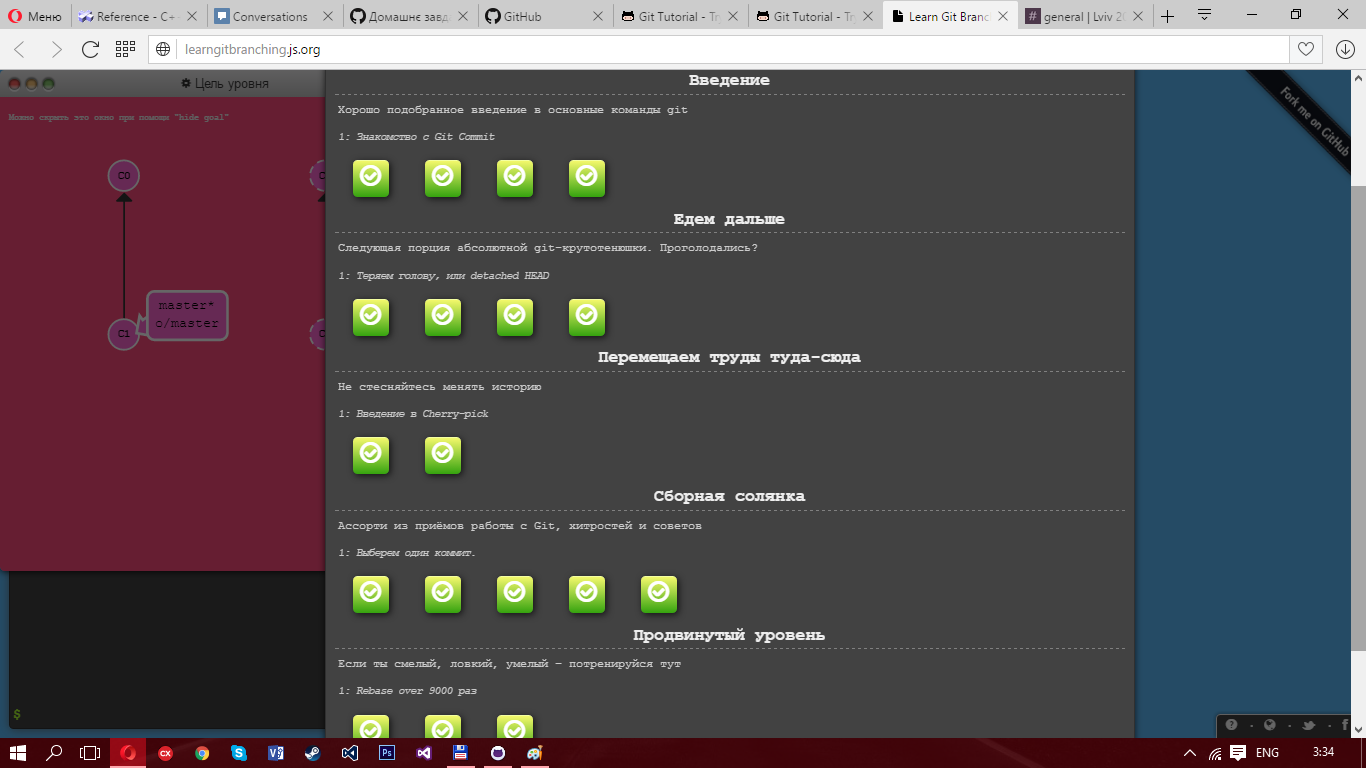 Меню
Reference - C+
Conversations
Домашнє завд
GitHub
Git Tutorial - Tr
Git Tutorial - Tr
Learn Git Branc
general | Lviv 20
learngitbranching.js.org
Цель уровня
Можно скрыть это окно при помощи "hide goal"
C0
master*
o/master
C1
Введение
Хорошо подобранное введение в основные команды git
1: Знакомство с Git Commit
Едем дальше
Следующая порция абсолютной git-крутотенюшки. Проголодались?
1: Теряем голову, или detached HEAD
Перемещаем труды туда-сюда
Не стесняйтесь менять историю
1: Введение в Cherry-pick
Сборная солянка
Ассорти из приёмов работы с Git, хитростей и советов
1: Выберем один коммит.
Продвинутый уровень
Если ты смелый, ловкий, умелый – потренируйся тут
1: Rebase over 9000 раз
Fork me on GitHub
$
ENG
3:34